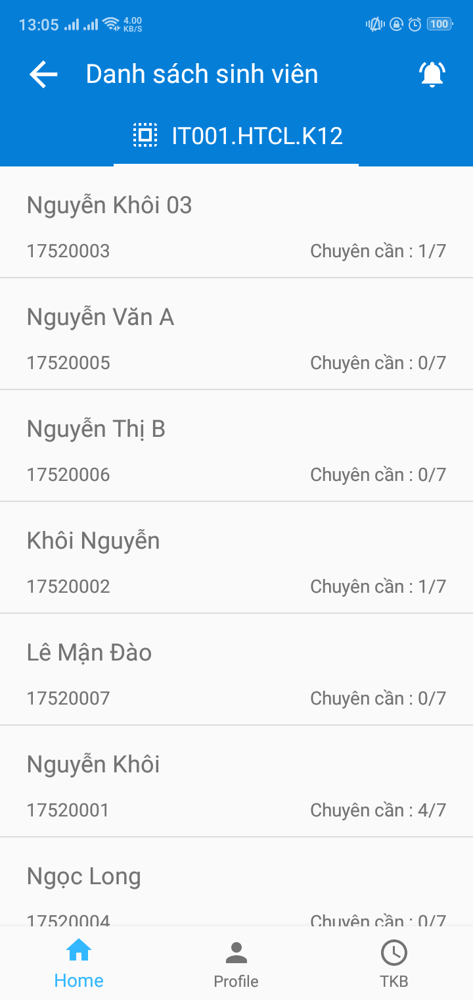 13:05 4.00 KB/S 100
Danh sách sinh viên
IT001.HTCL.K12
Nguyễn Khôi 03
17520003 Chuyên cần : 1/7
Nguyễn Văn A
17520005 Chuyên cần : 0/7
Nguyễn Thị B
17520006 Chuyên cần : 0/7
Khôi Nguyễn
17520002 Chuyên cần : 1/7
Lê Mận Đào
17520007 Chuyên cần : 0/7
Nguyễn Khôi
17520001 Chuyên cần : 4/7
Ngọc Long
17520004 Chuyên cần : 0/7
Home Profile TKB